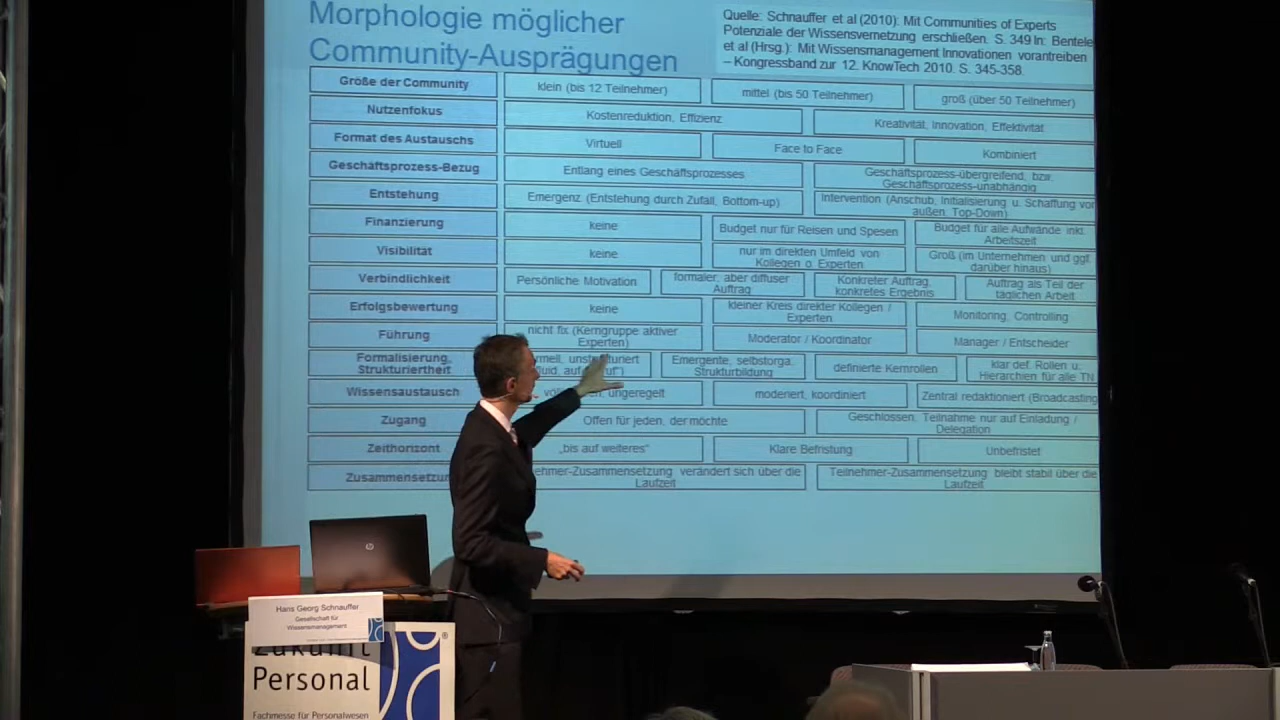 Morphologie möglicher
Community-Ausprägungen
Quelle: Schnauffer et al (2010): Mit Communities of Experts
Potenziale der Wissensvernetzung erschließen. S. 349 In: Bentele
et al (Hrsg.): Mit Wissensmanagement Innovationen vorantreiben
– Kongressband zur 12. KnowTech 2010. S. 345-358.
Größe der Community
klein (bis 12 Teilnehmer)
mittel (bis 50 Teilnehmer)
groß (über 50 Teilnehmer)
Nutzenfokus
Kostenreduktion, Effizienz
Kreativität, Innovation, Effektivität
Format des Austauschs
Virtuell
Face to Face
Kombiniert
Geschäftsprozess-Bezug
Entlang eines Geschäftsprozesses
Geschäftsprozess-übergreifend, bzw.
Geschäftsprozess-unabhängig
Entstehung
Emergenz (Entstehung durch Zufall, Bottom-up)
Intervention (Anschub, Initialisierung u. Schaffung von
außen, Top-Down)
Finanzierung
keine
Budget nur für Reisen und Spesen
Budget für alle Aufwände inkl.
Arbeitszeit
Visibilität
keine
nur im direkten Umfeld von
Kollegen o. Experten
Groß (im Unternehmen und ggf.
darüber hinaus)
Verbindlichkeit
Persönliche Motivation
formaler, aber diffuser
Auftrag
Konkreter Auftrag,
konkretes Ergebnis
Auftrag als Teil der
täglichen Arbeit
Erfolgsbewertung
keine
kleiner Kreis direkter Kollegen /
Experten
Monitoring, Controlling
Führung
nicht fix (Kerngruppe aktiver
Experten)
Moderator / Koordinator
Manager / Entscheider
Formalisierung,
Strukturiertheit
Emergente, selbstorga.
Strukturbildung
definierte Kernrollen
klar def. Rollen u.
Hierarchien für alle TN
Wissensaustausch
ungeregelt
moderiert, koordiniert
Zentral redaktioniert (Broadcasting
Zugang
Offen für jeden, der möchte
Geschlossen, Teilnahme nur auf Einladung /
Delegation
Zeithorizont
„bis auf weiteres“
Klare Befristung
Unbefristet
Zusammensetzun
ehmer-Zusammensetzung verändert sich über die
Laufzeit
Teilnehmer-Zusammensetzung bleibt stabil über die
Laufzeit
hp
Hans Georg Schnauffer
Gesellschaft für
Wissensmanagement
Zukunft
Personal
Fachmesse für Personalwesen